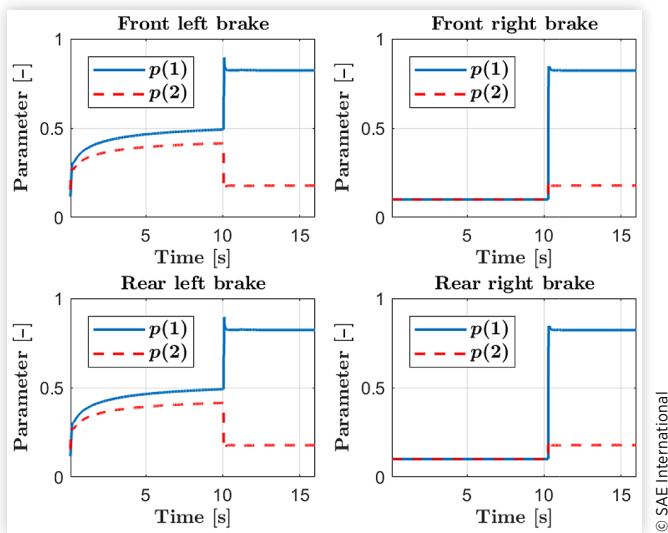 Front left brake
Front right brake
1
p(1)
p(2)
0.5
0
Parameter [-]
5
10
15
Time [s]
1
p(1)
p(2)
0.5
0
Parameter [-]
5
10
15
Time [s]
Rear left brake
Rear right brake
1
p(1)
p(2)
0.5
0
Parameter [-]
5
10
15
Time [s]
1
p(1)
p(2)
0.5
0
Parameter [-]
5
10
15
Time [s]
© SAE International